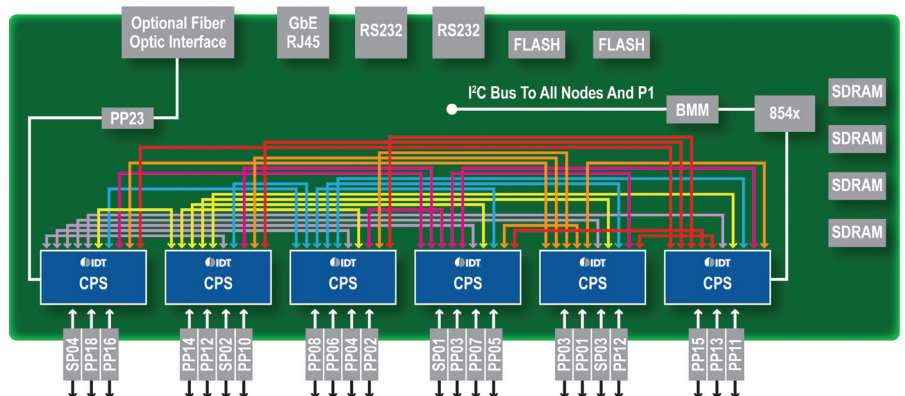 Optional Fiber
Optic Interface
GbE
RJ45
RS232
RS232
FLASH
FLASH
I²C Bus To All Nodes And P1
PP23
BMM
854x
SDRAM
SDRAM
SDRAM
SDRAM
IDT
CPS
IDT
CPS
IDT
CPS
IDT
CPS
IDT
CPS
IDT
CPS
SP04
PP18
PP16
PP14
PP12
SP02
PP10
PP08
PP06
PP04
PP02
SP01
PP03
PP07
PP05
PP03
PP01
SP03
PP12
PP15
PP13
PP11